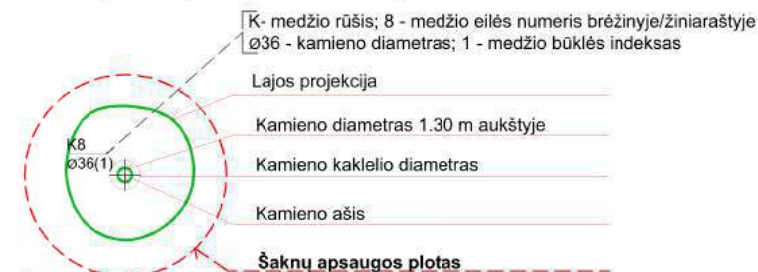 K- medžio rūšis; 8 - medžio eilės numeris brėžinyje/žiniaraštyje
ø36 - kamieno diametras; 1 - medžio būklės indeksas
Lajos projekcija
Kamieno diametras 1.30 m aukštyje
K8
ø36(1)
Kamieno kaklelio diametras
Kamieno ašis
Šaknų apsaugos plotas